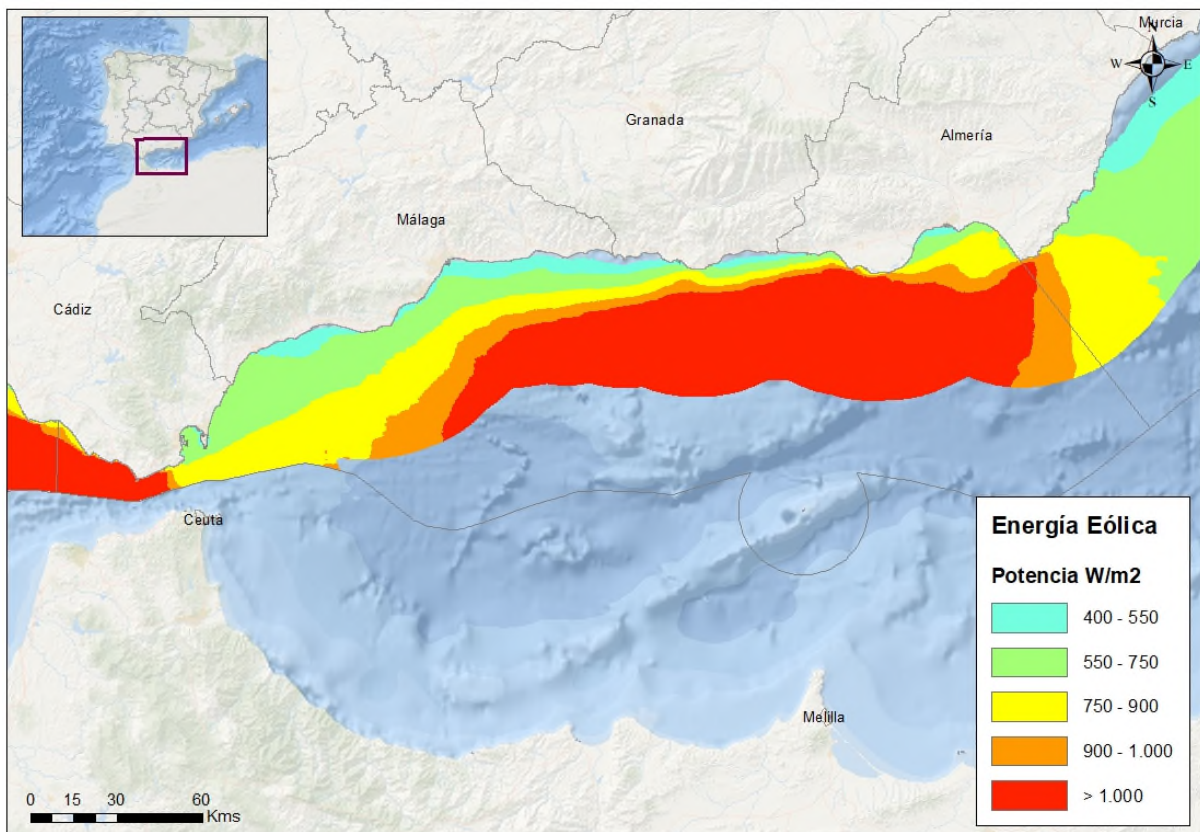 Murcia
N
W
E
S
Granada
Almería
Málaga
Cádiz
Ceuta
Melilla
Energía Eólica
Potencia W/m2
400 - 550
550 - 750
750 - 900
900 - 1.000
> 1.000
0 15 30 60
Kms